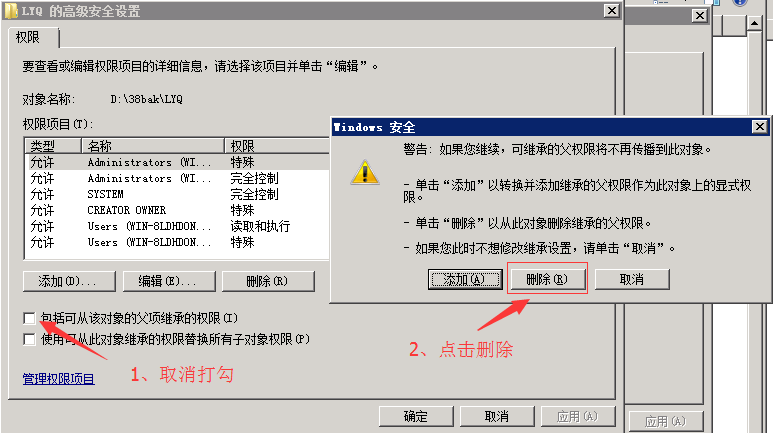 LYQ 的高级安全设置
权限
要查看或编辑权限项目的详细信息，请选择该项目并单击“编辑”。
对象名称: D:\38bak\LYQ
权限项目(T):
类型 名称 权限
允许 Administrators (WI... 特殊
允许 Administrators (WI... 完全控制
允许 SYSTEM 完全控制
允许 CREATOR OWNER 特殊
允许 Users (WIN-8LDHDON... 读取和执行
允许 Users (WIN-8LDHDON... 特殊
添加(D)... 编辑(E)... 删除(R)
包括可从该对象的父项继承的权限(I)
使用可从此对象继承的权限替换所有子对象权限(P)
1、取消打勾
管理权限项目
确定 取消 应用(A)
Windows 安全
警告: 如果您继续，可继承的父权限将不再传播到此对象。
- 单击“添加”以转换并添加继承的父权限作为此对象上的显式权
限。
- 单击“删除”以从此对象删除继承的父权限。
- 如果您此时不想修改继承设置，请单击“取消”。
添加(A) 删除(R) 取消
2、点击删除
应用(A)